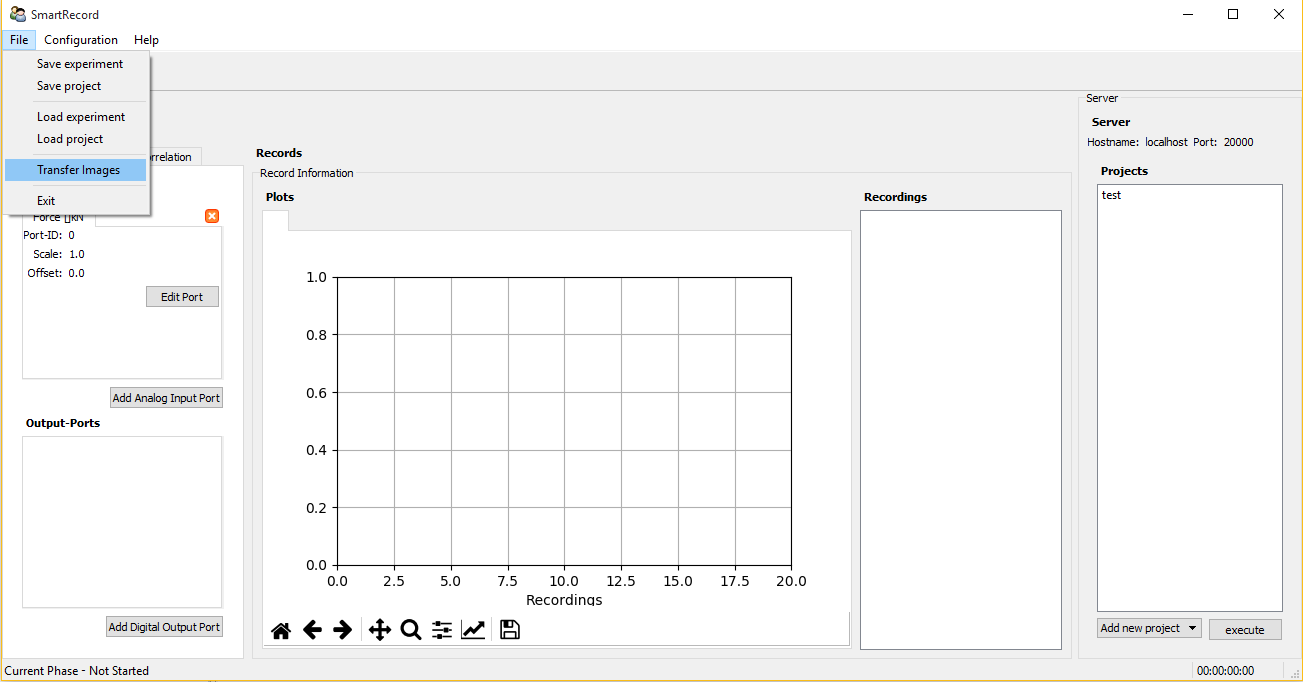 SmartRecord
File Configuration Help
Save experiment
Save project
Load experiment
Load project
Transfer Images
Exit
Force []kN
Port-ID: 0
Scale: 1.0
Offset: 0.0
Edit Port
Add Analog Input Port
Output-Ports
Add Digital Output Port
Records
Record Information
Plots
1.0
0.8
0.6
0.4
0.2
0.0
0.0 2.5 5.0 7.5 10.0 12.5 15.0 17.5 20.0
Recordings
Recordings
Server
Server
Hostname: localhost Port: 20000
Projects
test
Add new project
execute
Current Phase - Not Started
00:00:00:00